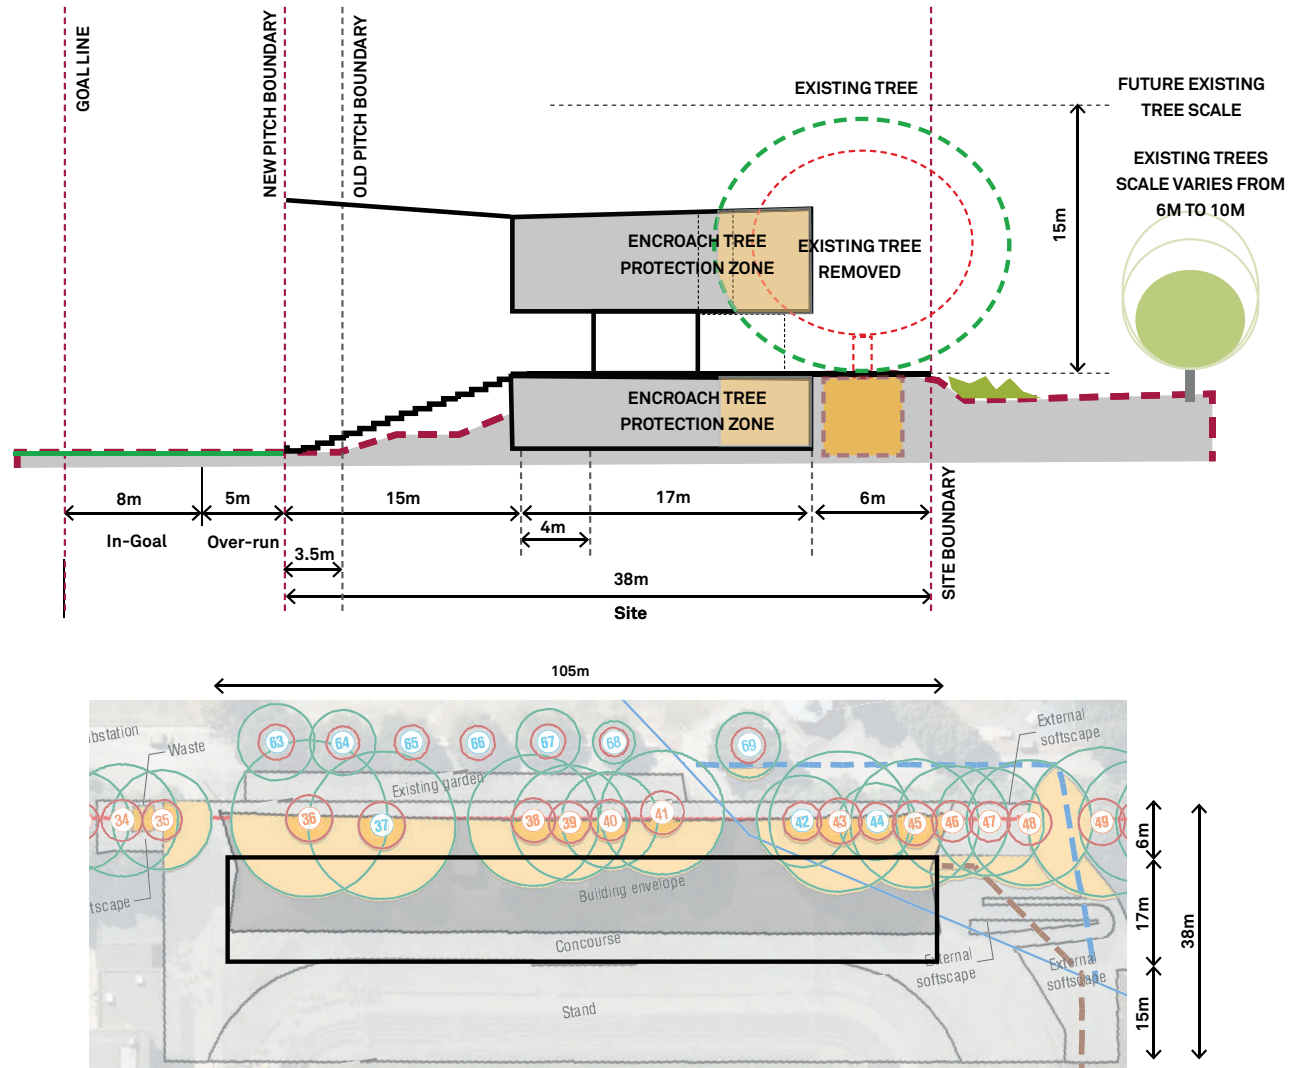 GOAL LINE
NEW PITCH BOUNDARY
OLD PITCH BOUNDARY
EXISTING TREE
FUTURE EXISTING
TREE SCALE
EXISTING TREES
SCALE VARIES FROM
6M TO 10M
15m
ENCROACH TREE
PROTECTION ZONE
EXISTING TREE
REMOVED
ENCROACH TREE
PROTECTION ZONE
8m
5m
15m
17m
6m
In-Goal
Over-run
4m
3.5m
38m
Site
SITE BOUNDARY
105m
bstation
Waste
63
64
65
66
67
68
69
External
softscape
Existing garden
34
35
36
37
38
39
40
41
42
43
44
45
46
47
48
49
tscape
Building envelope
Concourse
External
softscape
External
softscape
Stand
6m
17m
15m
38m